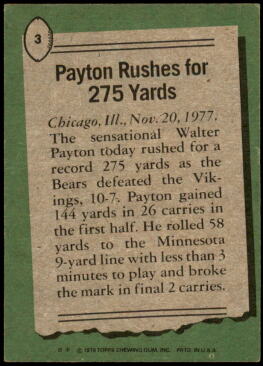 3
Payton Rushes for
275 Yards
Chicago, Ill., Nov. 20, 1977.
The sensational Walter
Payton today rushed for a
record 275 yards as the
Bears defeated the Vik-
ings, 10-7. Payton gained
144 yards in 26 carries in
the first half. He rolled 58
yards to the Minnesota
9-yard line with less than 3
minutes to play and broke
the mark in final 2 carries.
© 1978 TOPPS CHEWING GUM, INC. PRTD. IN U.S.A.